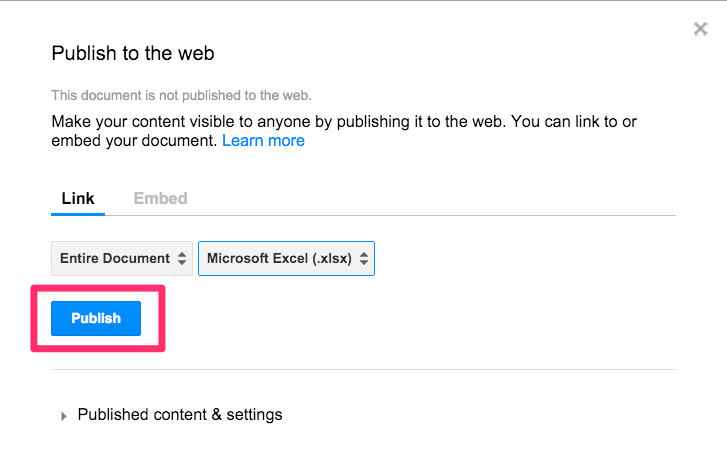 Publish to the web
This document is not published to the web.
Make your content visible to anyone by publishing it to the web. You can link to or
embed your document. Learn more
Link Embed
Entire Document Microsoft Excel (.xlsx)
Publish
Published content & settings